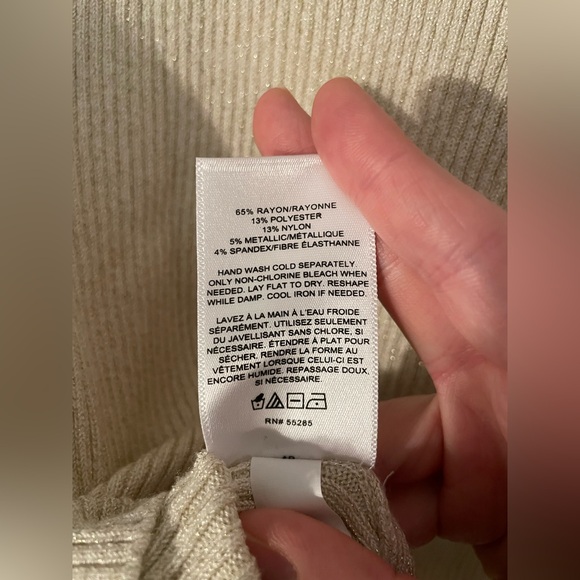 65% RAYON/RAYONNE
13% POLYESTER
13% NYLON
5% METALLIC/MÉTALLIQUE
4% SPANDEX/FIBRE ÉLASTHANNE
HAND WASH COLD SEPARATELY
ONLY NON-CHLORINE BLEACH WHEN
NEEDED. LAY FLAT TO DRY. RESHAPE
WHILE DAMP. COOL IRON IF NEEDED.
LAVEZ À LA MAIN À L'EAU FROIDE
SÉPARÉMENT. UTILISEZ SEULEMENT
DU JAVELLISANT SANS CHLORE, SI
NÉCESSAIRE. ÉTENDRE À PLAT POUR
SÉCHER. RENDRE LA FORME AU
VÊTEMENT LORSQUE CELUI-CI EST
ENCORE HUMIDE. REPASSAGE DOUX,
SI NÉCESSAIRE.
RN# 55285